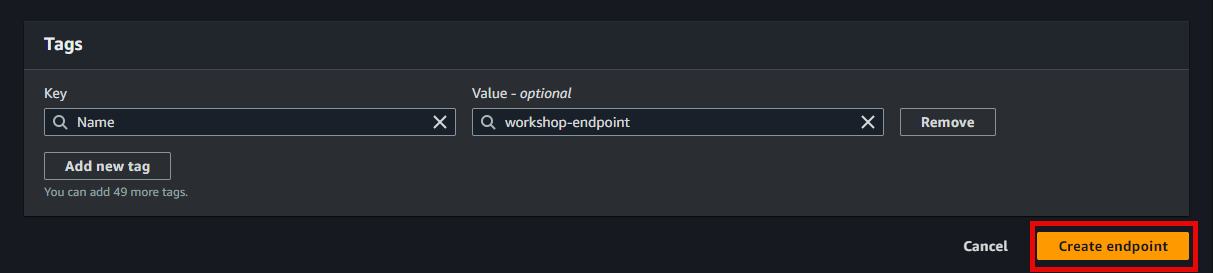 Tags
Key
Value - optional
Name
workshop-endpoint
Remove
Add new tag
You can add 49 more tags.
Cancel
Create endpoint